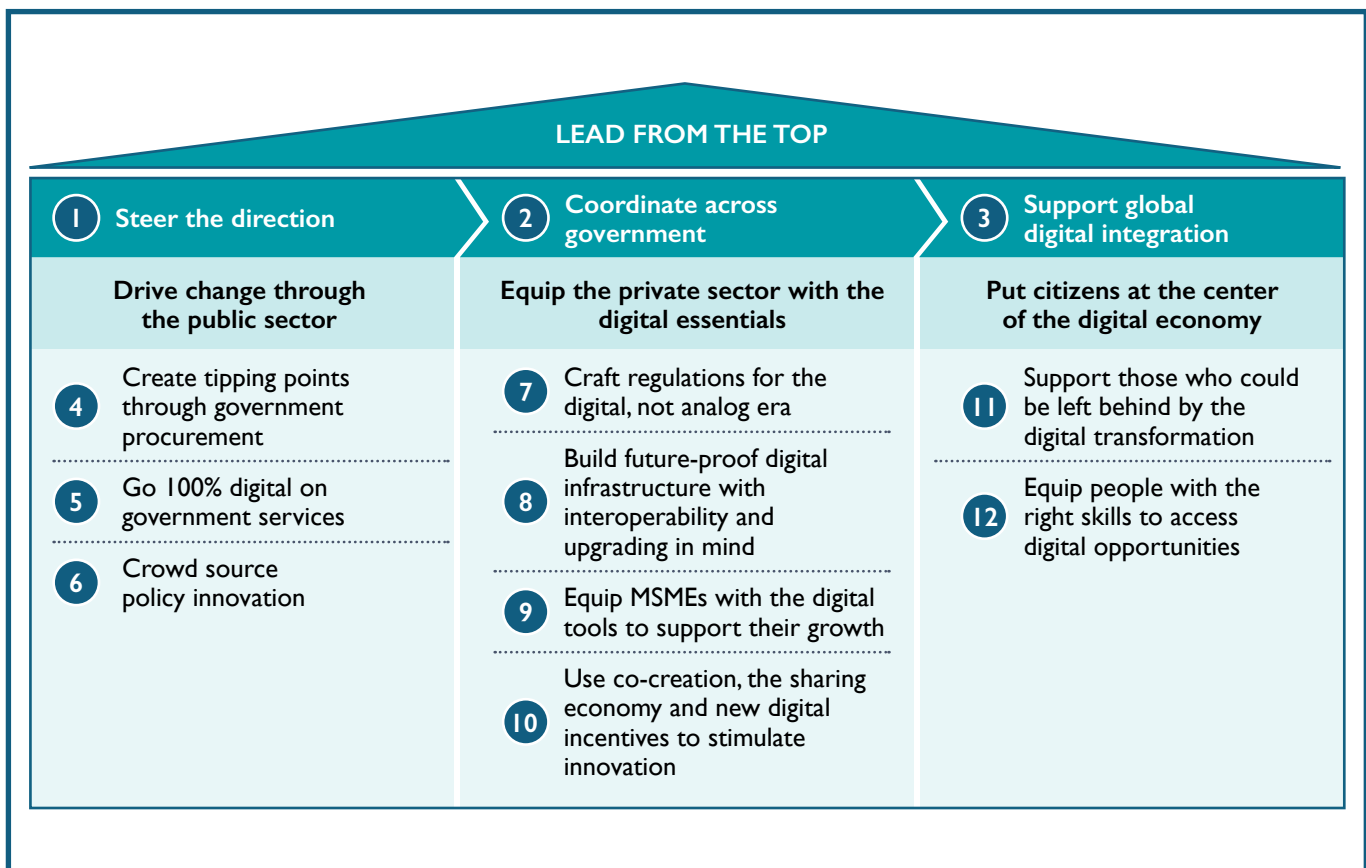 LEAD FROM THE TOP
1 Steer the direction
2 Coordinate across
government
3 Support global
digital integration
Drive change through
the public sector
4 Create tipping points
through government
procurement
5 Go 100% digital on
government services
6 Crowd source
policy innovation
Equip the private sector with the
digital essentials
7 Craft regulations for the
digital, not analog era
8 Build future-proof digital
infrastructure with
interoperability and
upgrading in mind
9 Equip MSMEs with the digital
tools to support their growth
10 Use co-creation, the sharing
economy and new digital
incentives to stimulate
innovation
Put citizens at the center
of the digital economy
11 Support those who could
be left behind by the
digital transformation
12 Equip people with the
right skills to access
digital opportunities